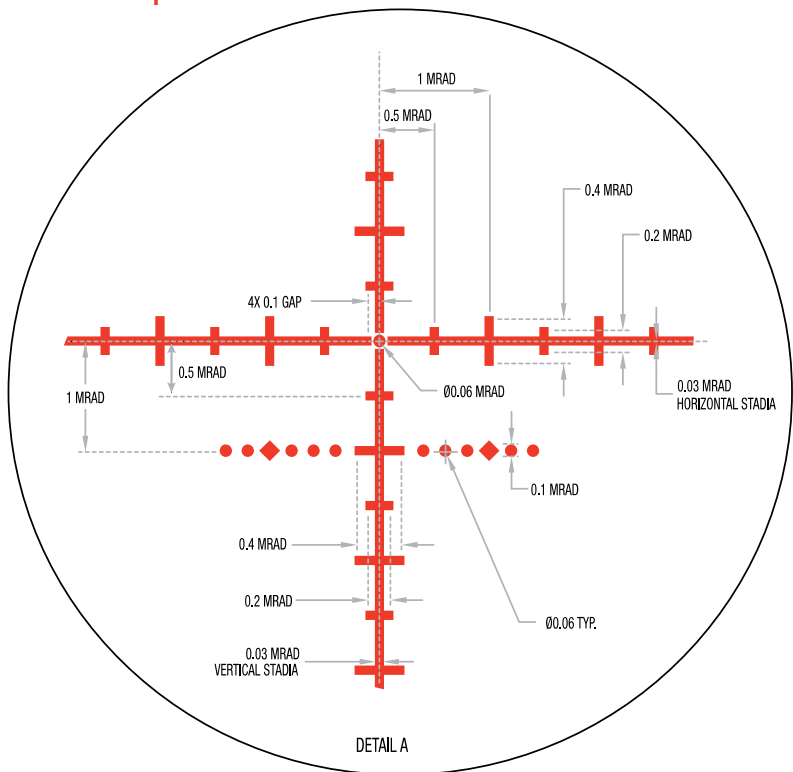 1 MRAD
0.5 MRAD
0.4 MRAD
0.2 MRAD
4X 0.1 GAP
0.5 MRAD
1 MRAD
Ø0.06 MRAD
0.03 MRAD
HORIZONTAL STADIA
0.1 MRAD
0.4 MRAD
0.2 MRAD
Ø0.06 TYP.
0.03 MRAD
VERTICAL STADIA
DETAIL A